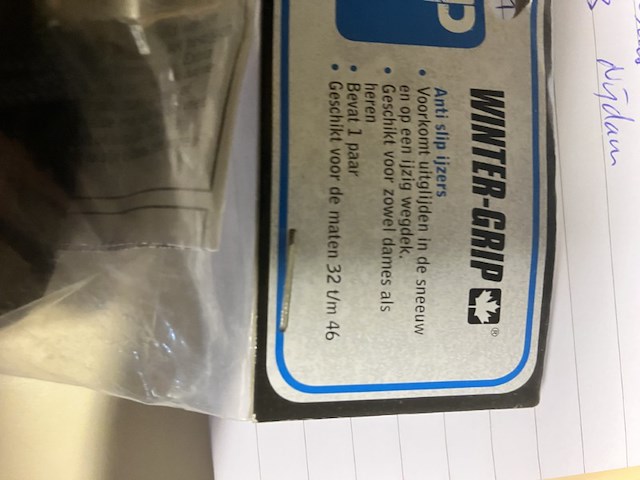 WINTER-GRIP®
Anti slip ijzers
• Voorkomt uitglijden in de sneeuw
en op een ijzig wegdek.
• Geschikt voor zowel dames als
heren
• Bevat 1 paar
• Geschikt voor de maten 32 t/m 46
P
Nijdam